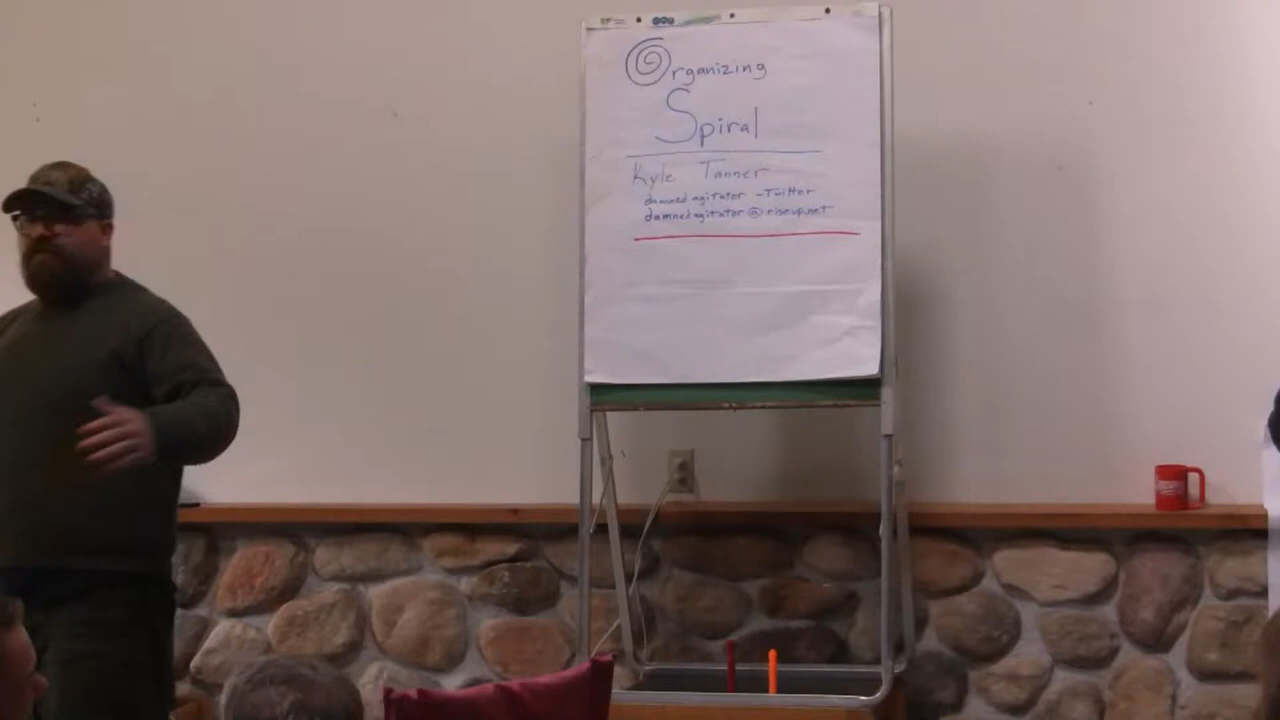 Organizing
Spiral
Kyle Tanner
damned agitator - Twitter
damnedagitator@riseup.net